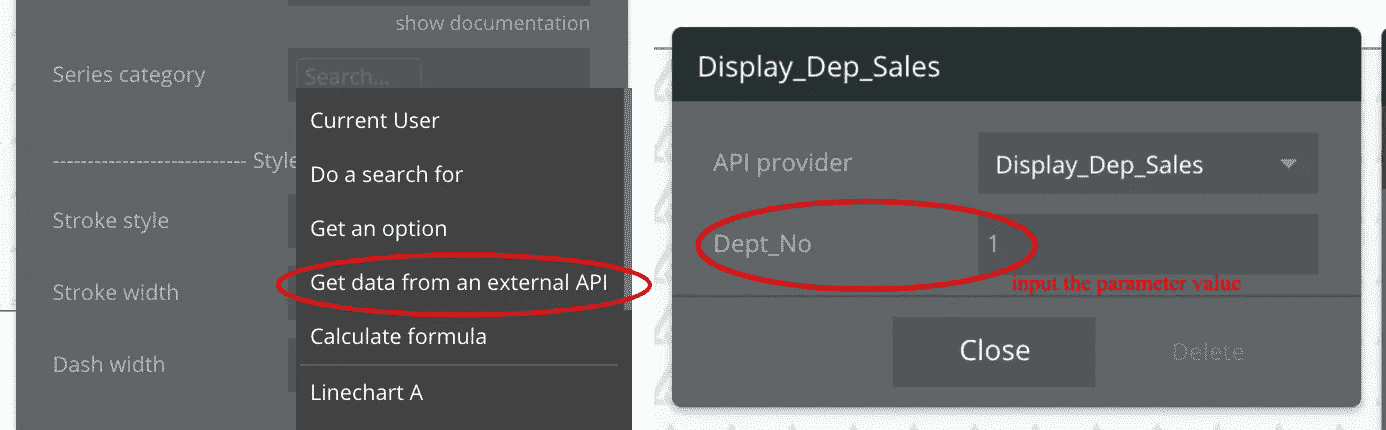 show documentation
Series category
Search...
Current User
Do a search for
--------------------------- Style
Get an option
Stroke style
Get data from an external API
Stroke width
Calculate formula
Dash width
Linechart A
Display_Dep_Sales
API provider
Display_Dep_Sales
Dept_No
1
input the parameter value
Close
Delete